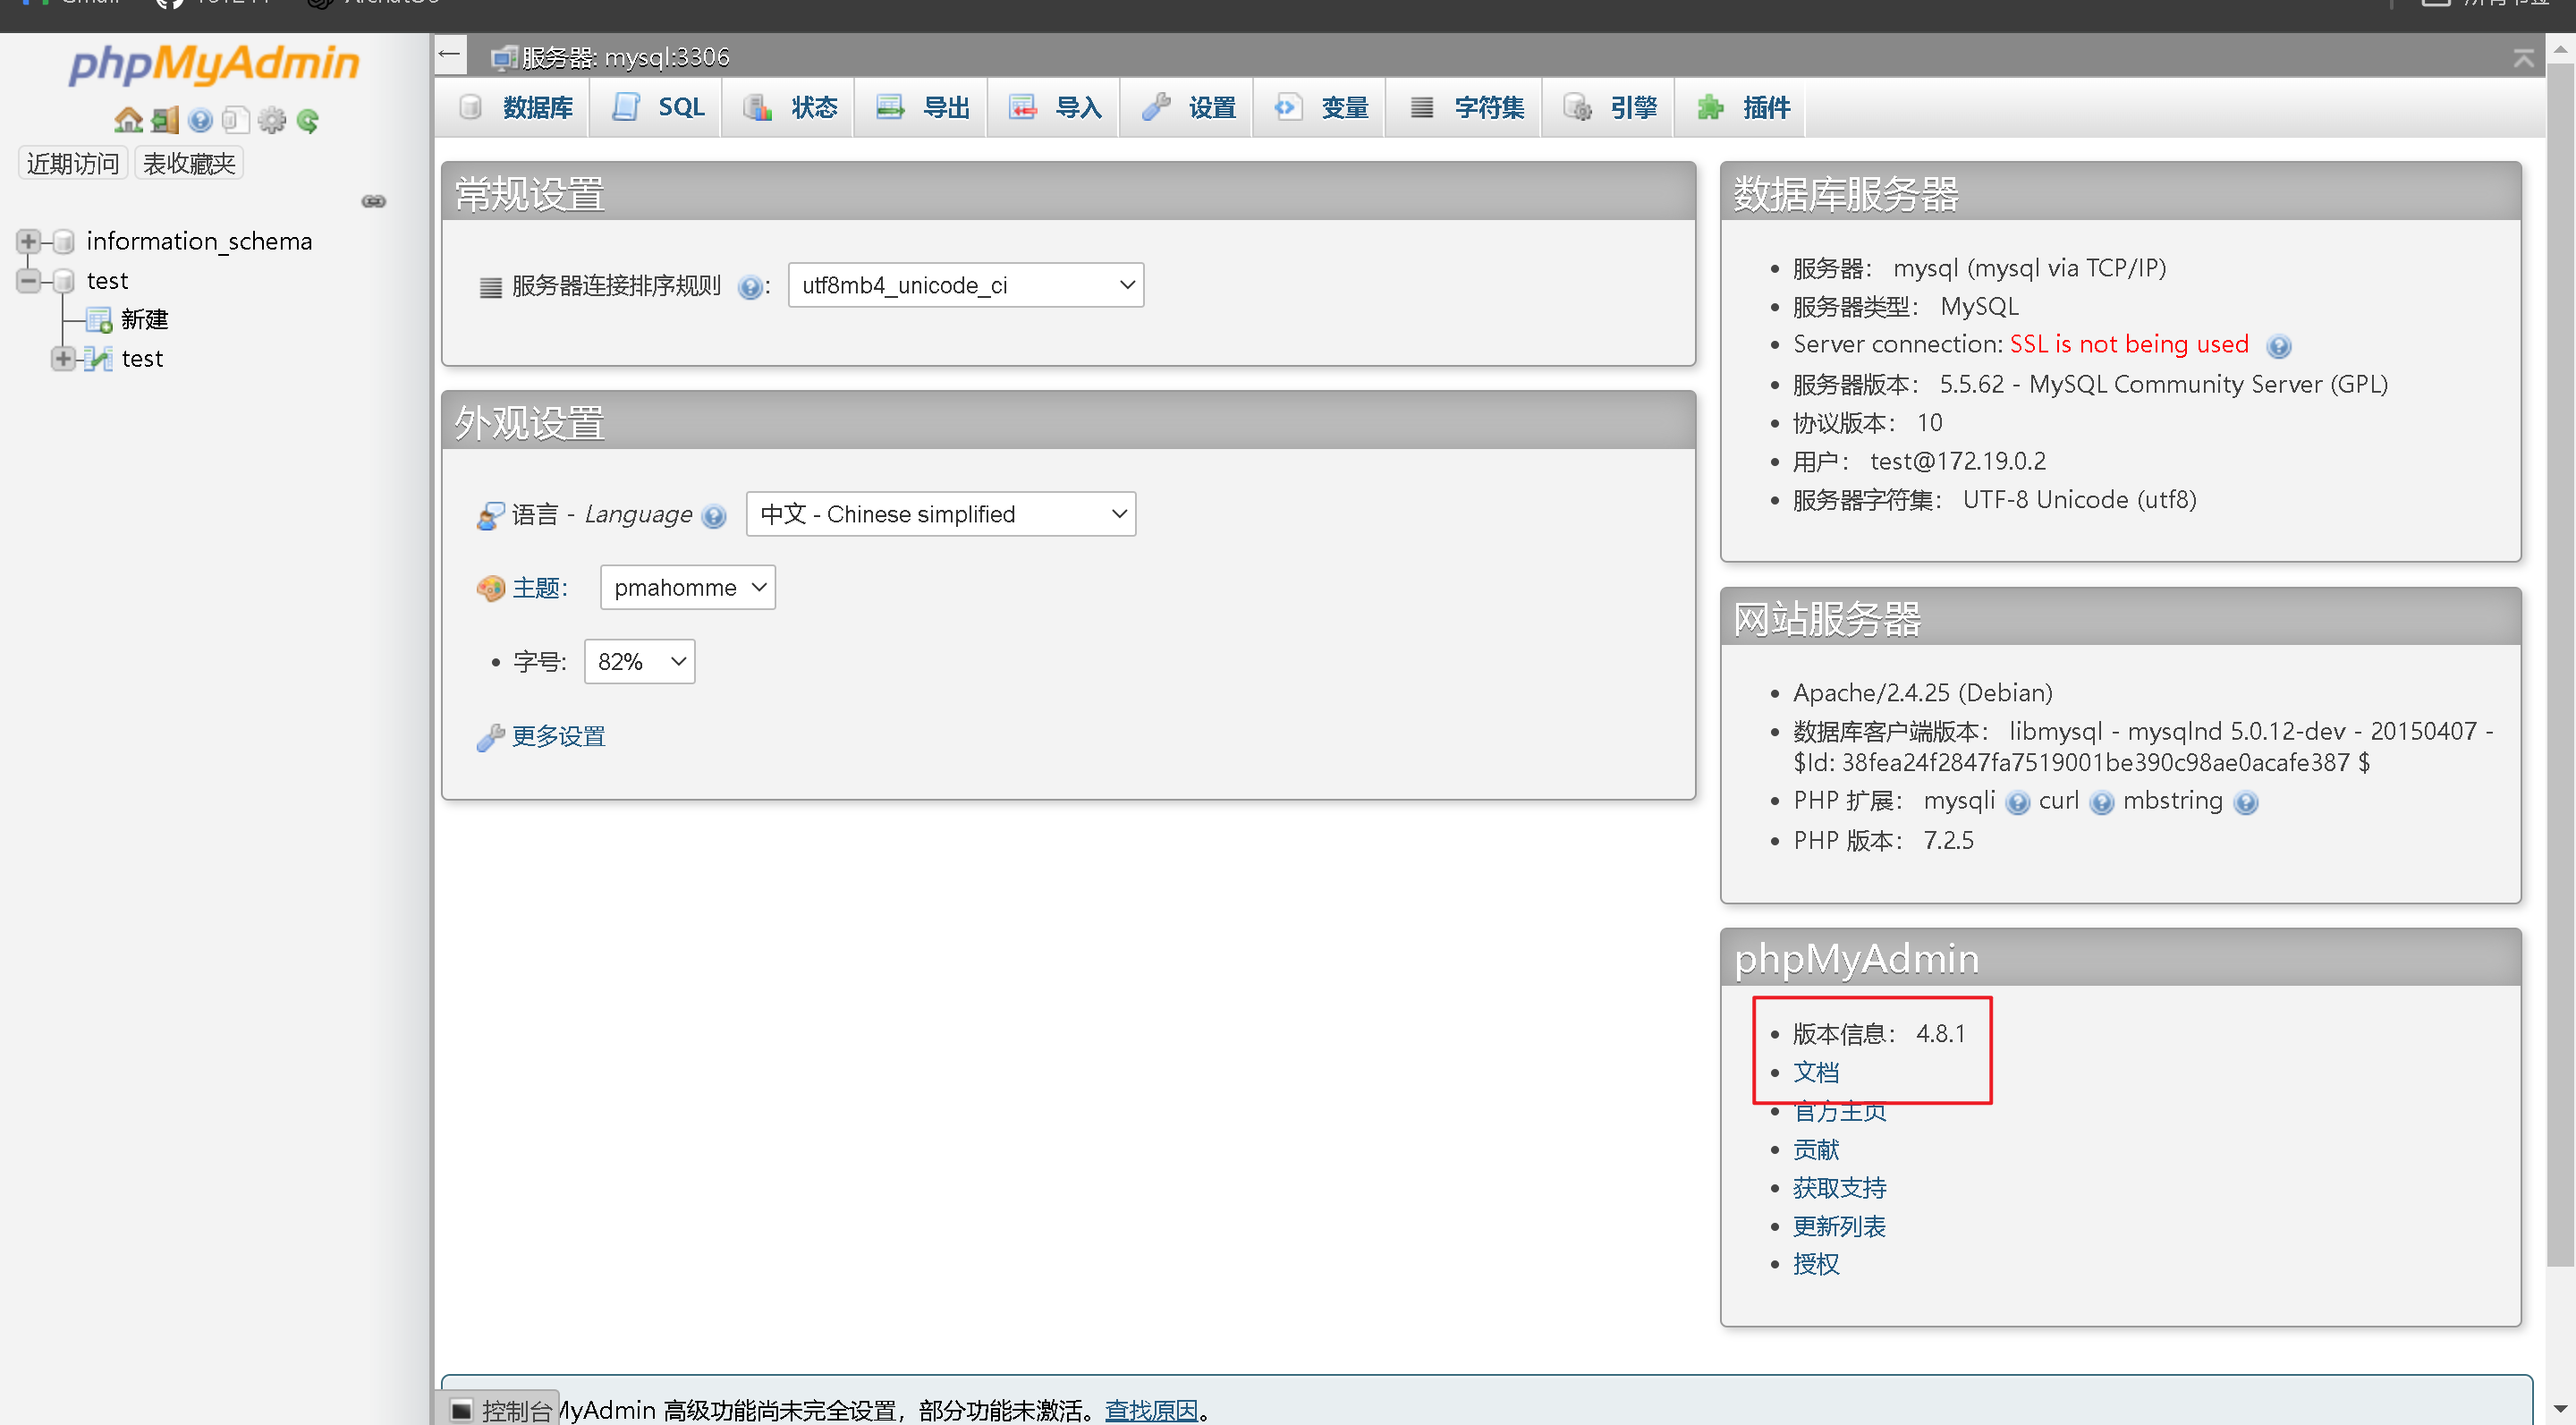 Gmail
所有书签
phpMyAdmin
近期访问 表收藏夹
information_schema
test
新建
test
服务器: mysql:3306
数据库 SQL 状态 导出 导入 设置 变量 字符集 引擎 插件
常规设置
服务器连接排序规则 : utf8mb4_unicode_ci
外观设置
语言 - Language 中文 - Chinese simplified
主题: pmahomme
字号: 82%
更多设置
数据库服务器
服务器： mysql (mysql via TCP/IP)
服务器类型： MySQL
Server connection: SSL is not being used
服务器版本： 5.5.62 - MySQL Community Server (GPL)
协议版本： 10
用户： test@172.19.0.2
服务器字符集： UTF-8 Unicode (utf8)
网站服务器
Apache/2.4.25 (Debian)
数据库客户端版本： libmysql - mysqlnd 5.0.12-dev - 20150407 -
$Id: 38fea24f2847fa7519001be390c98ae0acafe387 $
PHP 扩展： mysqli curl mbstring
PHP 版本： 7.2.5
phpMyAdmin
版本信息： 4.8.1
文档
官方主页
贡献
获取支持
更新列表
授权
控制台 MyAdmin 高级功能尚未完全设置，部分功能未激活。查找原因。